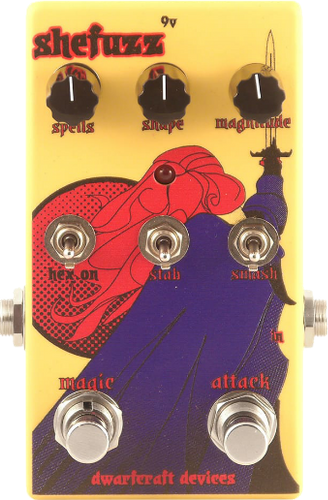 9v
shefuzz
spells shape magnitude
hex on stab smash
in
magic attack
dwarfcraft devices